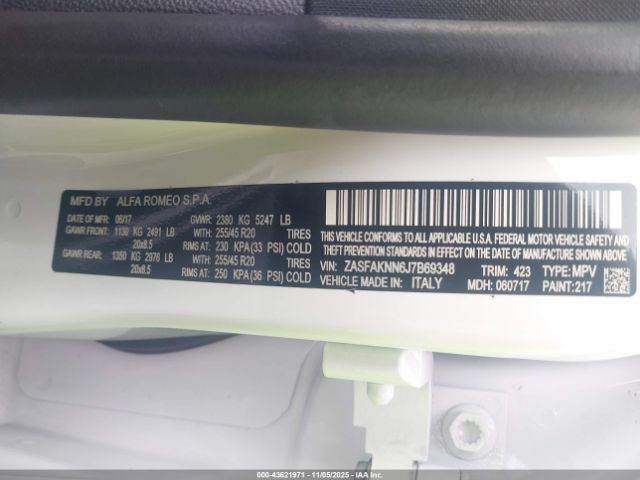 MFD BY ALFA ROMEO S.P.A.
DATE OF MFR 06/17 GVWR: 2380 KG 5247 LB
GAWR FRONT: 1130 KG 2491 LB WITH: 255/45 R20 TIRES
20x8.5 RIMS AT: 230 KPA (33 PSI) COLD
GAWR REAR: 1350 KG 2976 LB WITH: 255/45 R20 TIRES
20x8.5 RIMS AT: 250 KPA (36 PSI) COLD
THIS VEHICLE CONFORMS TO ALL APPLICABLE U.S.A. FEDERAL MOTOR VEHICLE SAFETY AND
THEFT PREVENTION STANDARDS IN EFFECT ON THE DATE OF MANUFACTURE SHOWN ABOVE
VIN: ZASFAKNN6J7B69348 TRIM: 423 TYPE: MPV
VEHICLE MADE IN: ITALY MDH: 060717 PAINT: 217
000-43621971 - 11/05/2025 - IAAI.COM